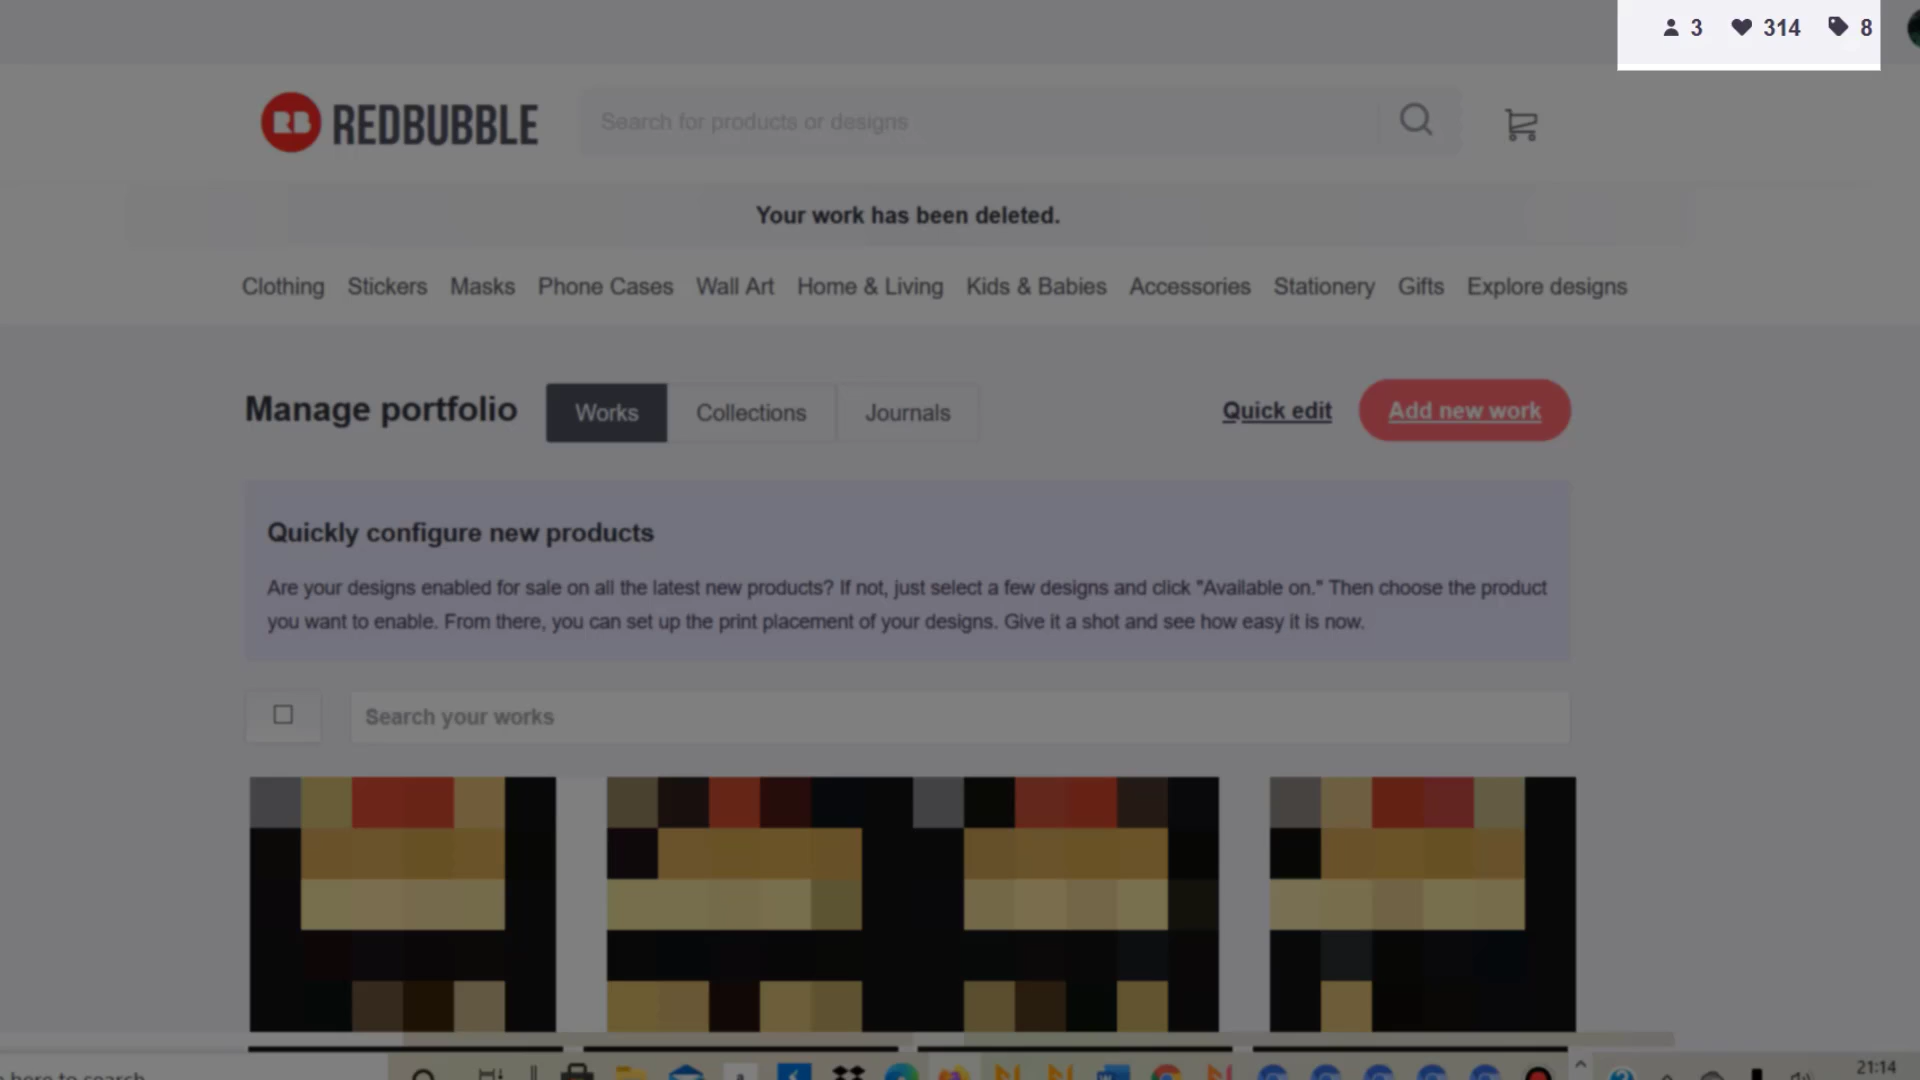 3 314 8
RB REDBUBBLE Search for products or designs
Your work has been deleted.
Clothing Stickers Masks Phone Cases Wall Art Home & Living Kids & Babies Accessories Stationery Gifts Explore designs
Manage portfolio Works Collections Journals Quick edit Add new work
Quickly configure new products
Are your designs enabled for sale on all the latest new products? If not, just select a few designs and click "Available on." Then choose the product
you want to enable. From there, you can set up the print placement of your designs. Give it a shot and see how easy it is now.
Search your works
here to search 21:14